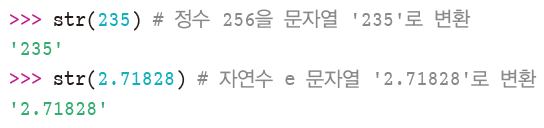 >>> str(235) # 정수 256을 문자열 '235'로 변환
'235'
>>> str(2.71828) # 자연수 e 문자열 '2.71828'로 변환
'2.71828'